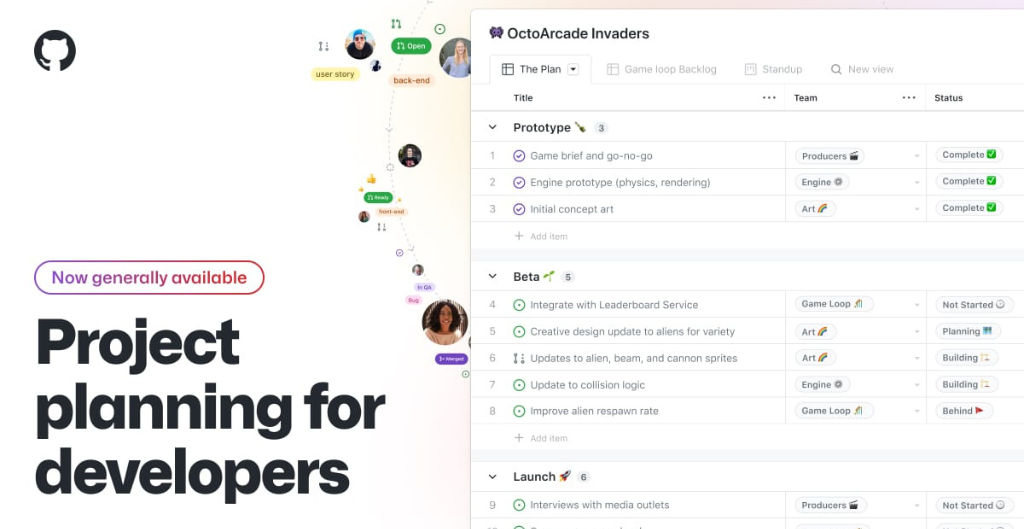 Now generally available
Project
planning for
developers
user story
Open
back-end
Ready
front-end
In QA
Bug
Merged
OctoArcade Invaders
The Plan
Game loop Backlog
Standup
New view
Title
Team
Status
Prototype 3
1 Game brief and go-no-go Producers Complete
2 Engine prototype (physics, rendering) Engine Complete
3 Initial concept art Art Complete
+ Add item
Beta 5
4 Integrate with Leaderboard Service Game Loop Not Started
5 Creative design update to aliens for variety Art Planning
6 Updates to alien, beam, and cannon sprites Art Building
7 Update to collision logic Engine Building
8 Improve alien respawn rate Game Loop Behind
+ Add item
Launch 6
9 Interviews with media outlets Producers Not Started